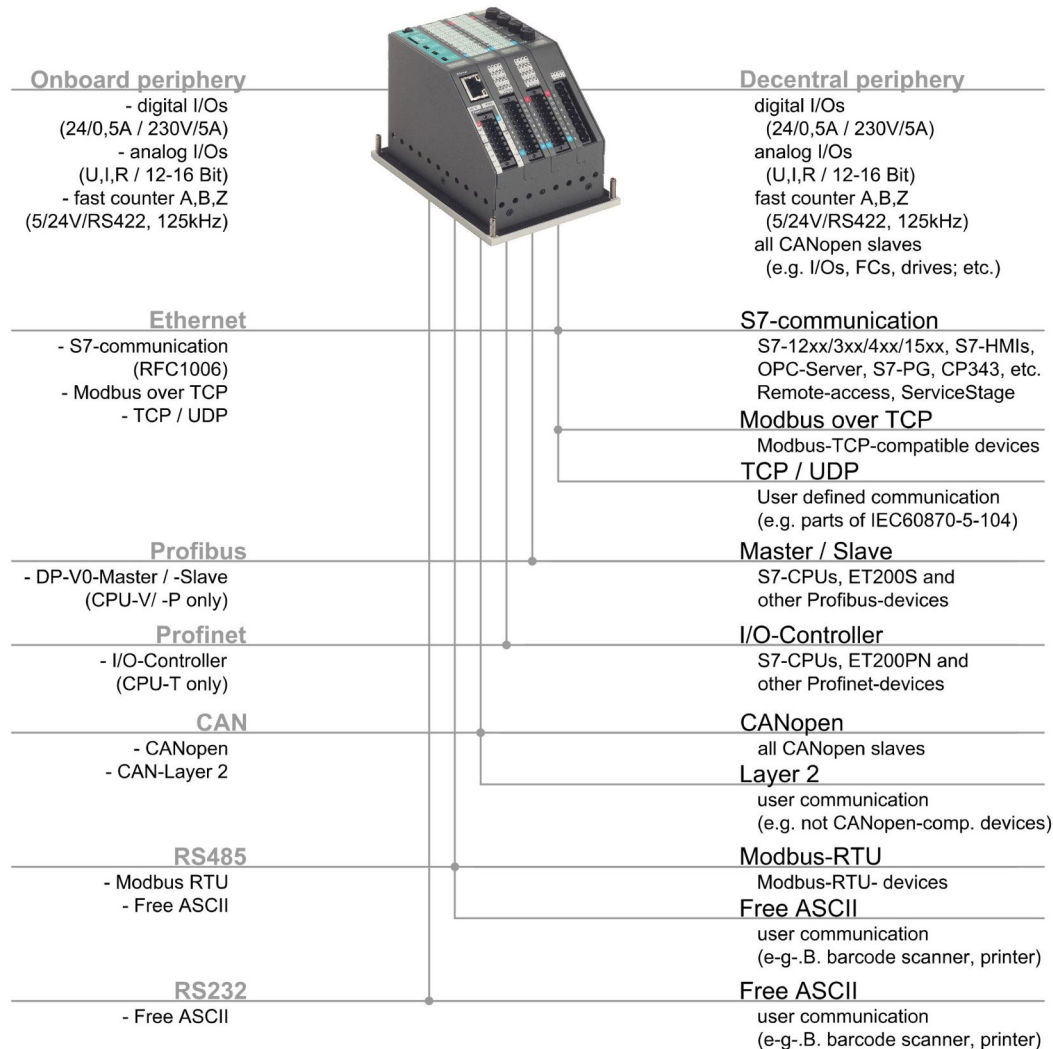 Onboard periphery
- digital I/Os
(24/0,5A / 230V/5A)
- analog I/Os
(U,I,R / 12-16 Bit)
- fast counter A,B,Z
(5/24V/RS422, 125kHz)
Decentral periphery
digital I/Os
(24/0,5A / 230V/5A)
analog I/Os
(U,I,R / 12-16 Bit)
fast counter A,B,Z
(5/24V/RS422, 125kHz)
all CANopen slaves
(e.g. I/Os, FCs, drives; etc.)
Ethernet
- S7-communication
(RFC1006)
- Modbus over TCP
- TCP / UDP
S7-communication
S7-12xx/3xx/4xx/15xx, S7-HMIs,
OPC-Server, S7-PG, CP343, etc.
Remote-access, ServiceStage
Modbus over TCP
Modbus-TCP-compatible devices
TCP / UDP
User defined communication
(e.g. parts of IEC60870-5-104)
Profibus
- DP-V0-Master / -Slave
(CPU-V/ -P only)
Master / Slave
S7-CPUs, ET200S and
other Profibus-devices
Profinet
- I/O-Controller
(CPU-T only)
I/O-Controller
S7-CPUs, ET200PN and
other Profinet-devices
CAN
- CANopen
- CAN-Layer 2
CANopen
all CANopen slaves
Layer 2
user communication
(e.g. not CANopen-comp. devices)
RS485
- Modbus RTU
- Free ASCII
Modbus-RTU
Modbus-RTU- devices
Free ASCII
user communication
(e-g-.B. barcode scanner, printer)
RS232
- Free ASCII
Free ASCII
user communication
(e-g-.B. barcode scanner, printer)